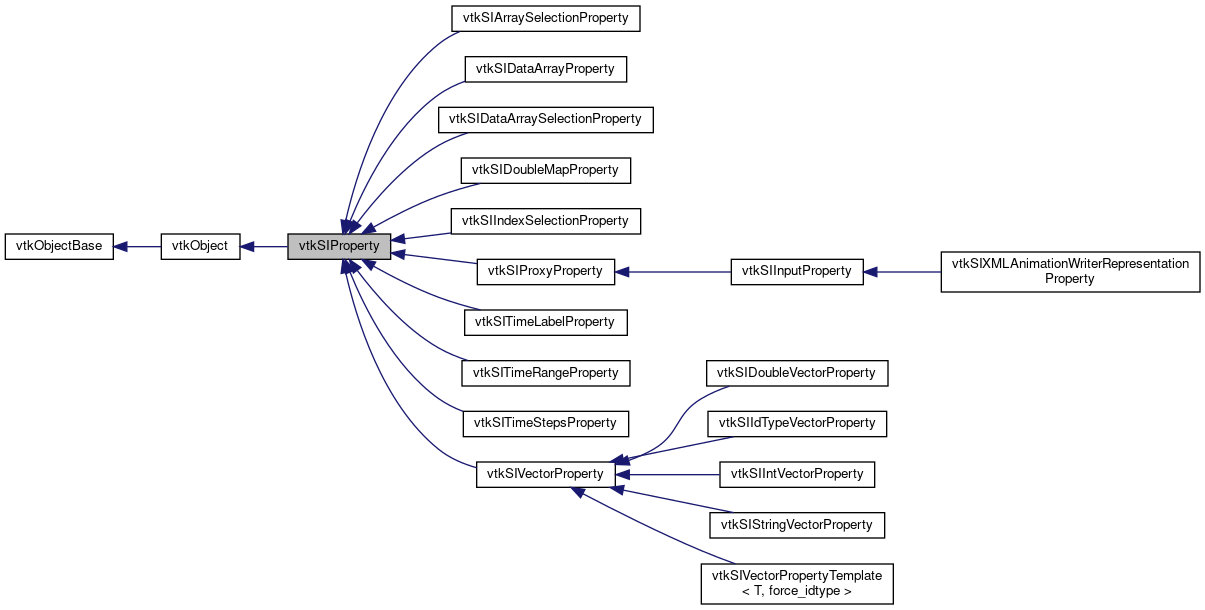 vtkSIArraySelectionProperty
vtkSIDataArrayProperty
vtkSIDataArraySelectionProperty
vtkSIDoubleMapProperty
vtkSIIndexSelectionProperty
vtkObjectBase
vtkObject
vtkSIProperty
vtkSIProxyProperty
vtkSIInputProperty
vtkSIXMLAnimationWriterRepresentation
Property
vtkSITimeLabelProperty
vtkSITimeRangeProperty
vtkSITimeStepsProperty
vtkSIVectorProperty
vtkSIDoubleVectorProperty
vtkSIIdTypeVectorProperty
vtkSIIntVectorProperty
vtkSIStringVectorProperty
vtkSIVectorPropertyTemplate
< T, force_idtype >